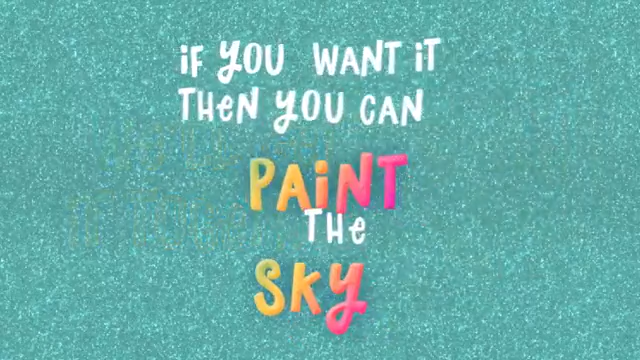 iF YOU WANT iT
THeN YOU CAN
PAiNT
THe
SKY